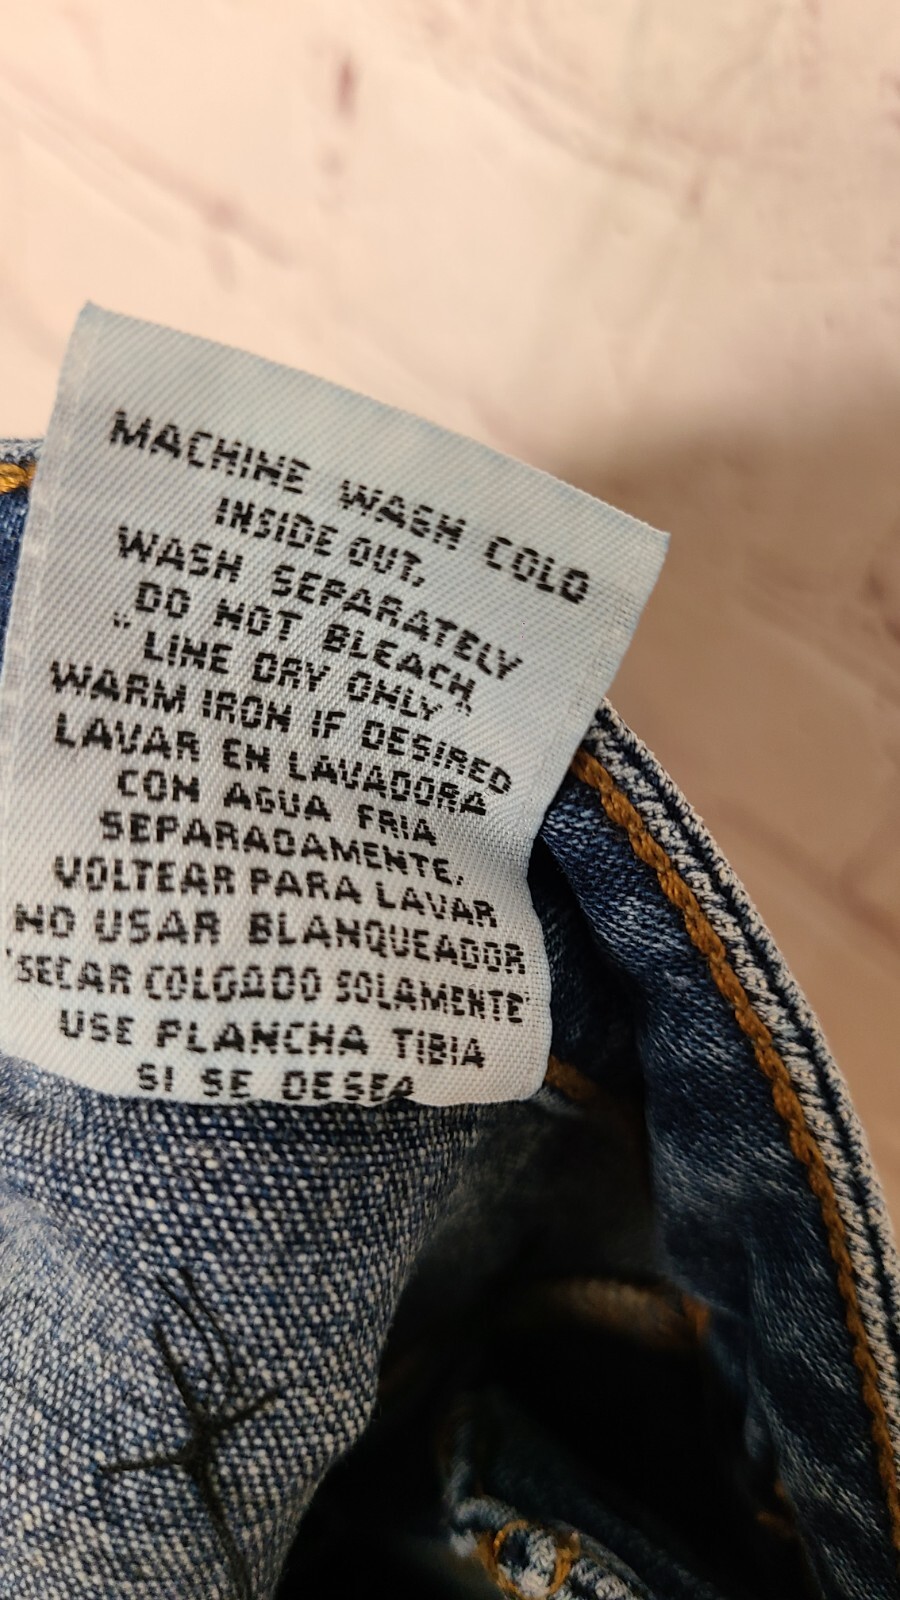 MACHINE WASH COLD
INSIDE OUT,
WASH SEPARATELY
DO NOT BLEACH
"LINE DRY ONLY"
WARM IRON IF DESIRED
LAVAR EN LAVADORA
CON AGUA FRIA
SEPARADAMENTE,
VOLTEAR PARA LAVAR
NO USAR BLANQUEADOR
"SECAR COLGADO SOLAMENTE"
USE PLANCHA TIBIA
SI SE DESEA